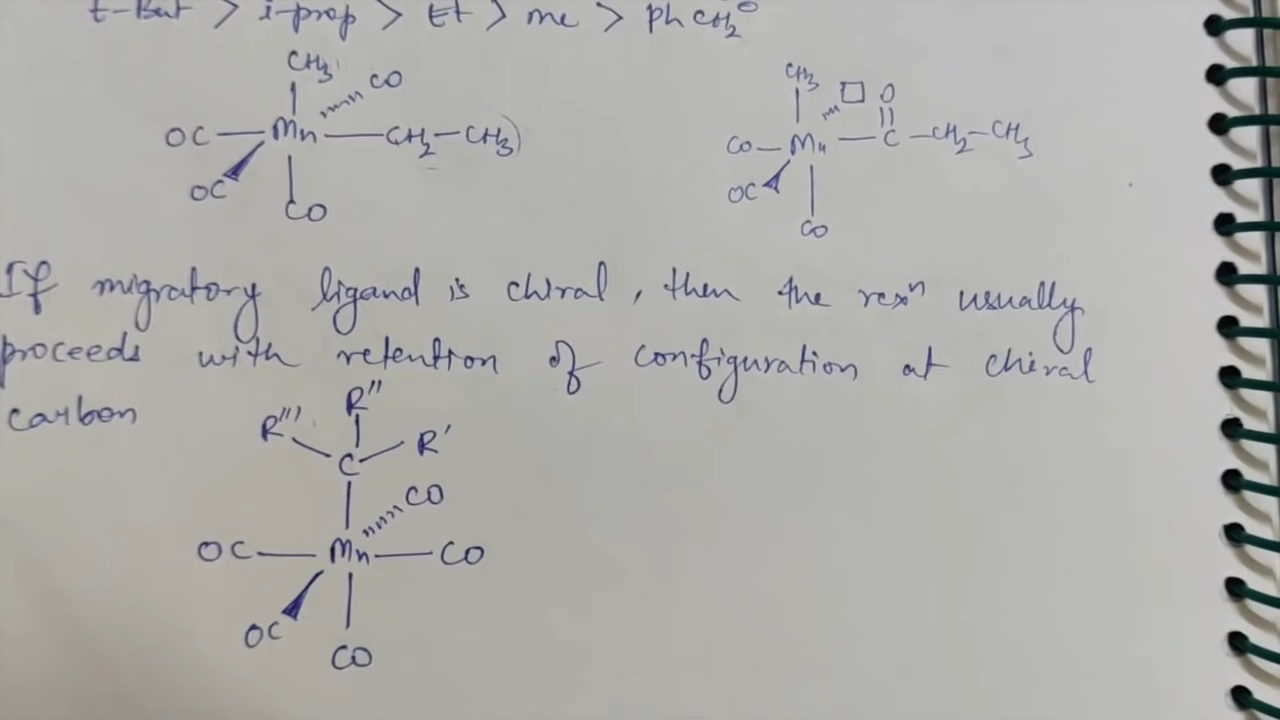 t-But > i-prop > Et > me > PhCH₂⊖
CH₃ CO
OC Mn CH₂-CH₃)
OC
CO
CH₃ □ O
CO-Mn-C-CH₂-CH₃
OC
CO
If migratory ligand is chiral, then the rexⁿ usually
proceeds with retention of configuration at chiral
carbon
R''
R''' R'
C
CO
OC Mn CO
OC
CO